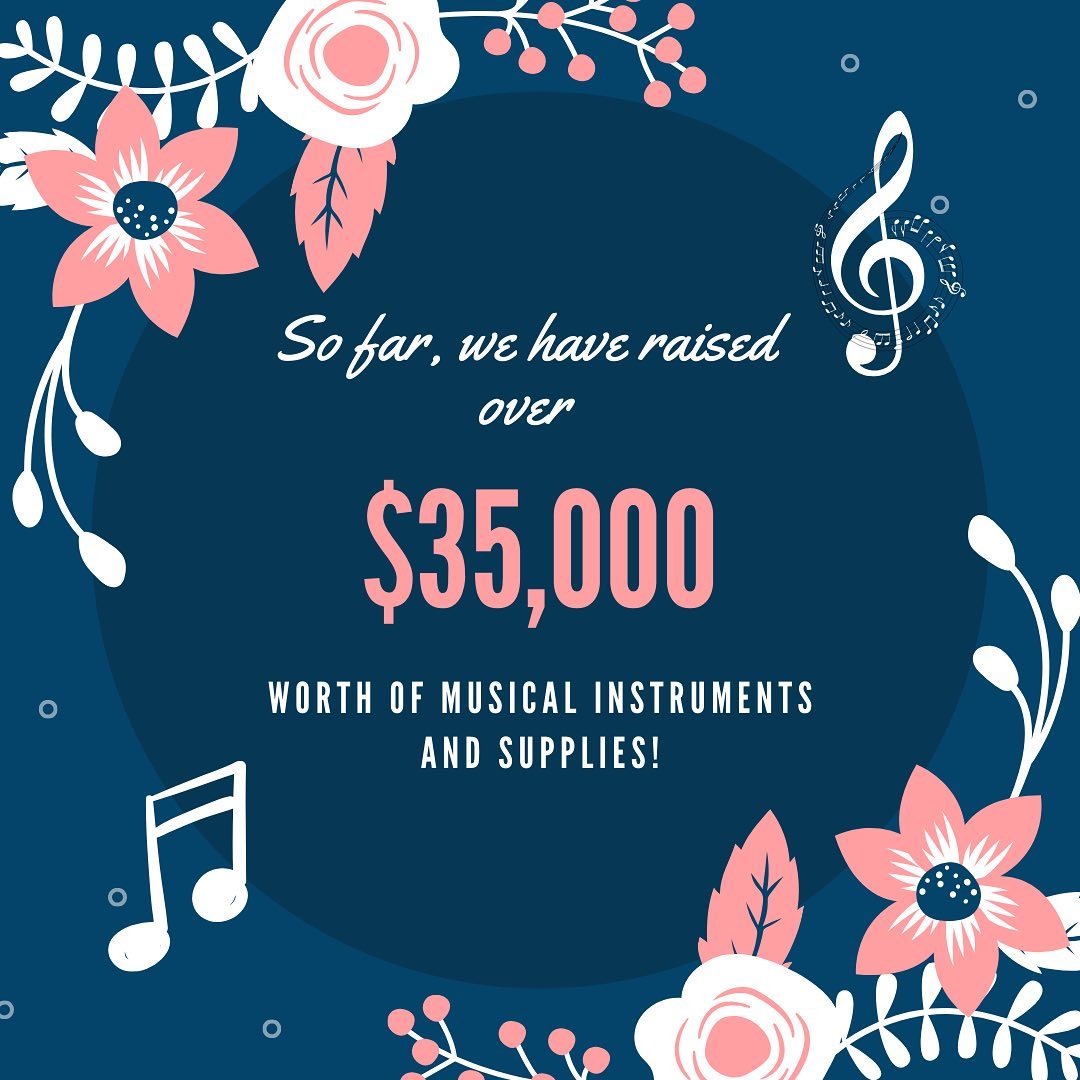 So far, we have raised
over
$35,000
WORTH OF MUSICAL INSTRUMENTS
AND SUPPLIES!